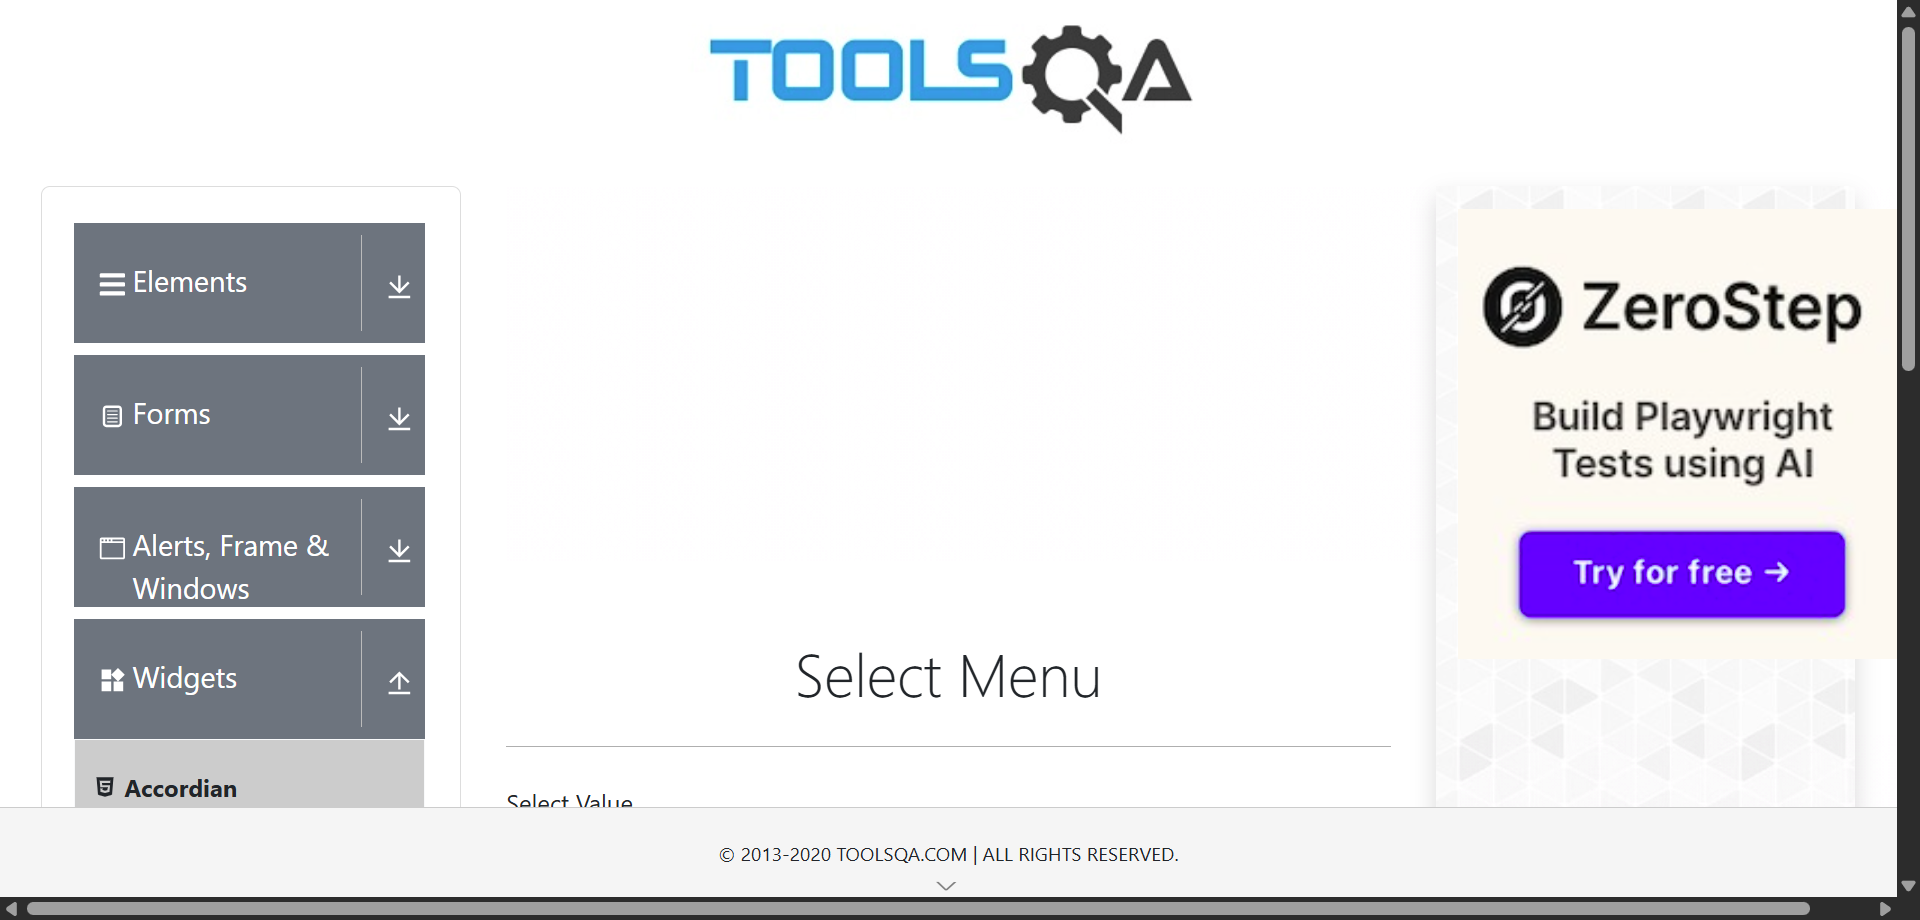 TOOLSQA
Elements
Forms
Alerts, Frame &
Windows
Widgets
Accordian
Select Menu
Select Value
ZeroStep
Build Playwright
Tests using AI
Try for free →
© 2013-2020 TOOLSQA.COM | ALL RIGHTS RESERVED.